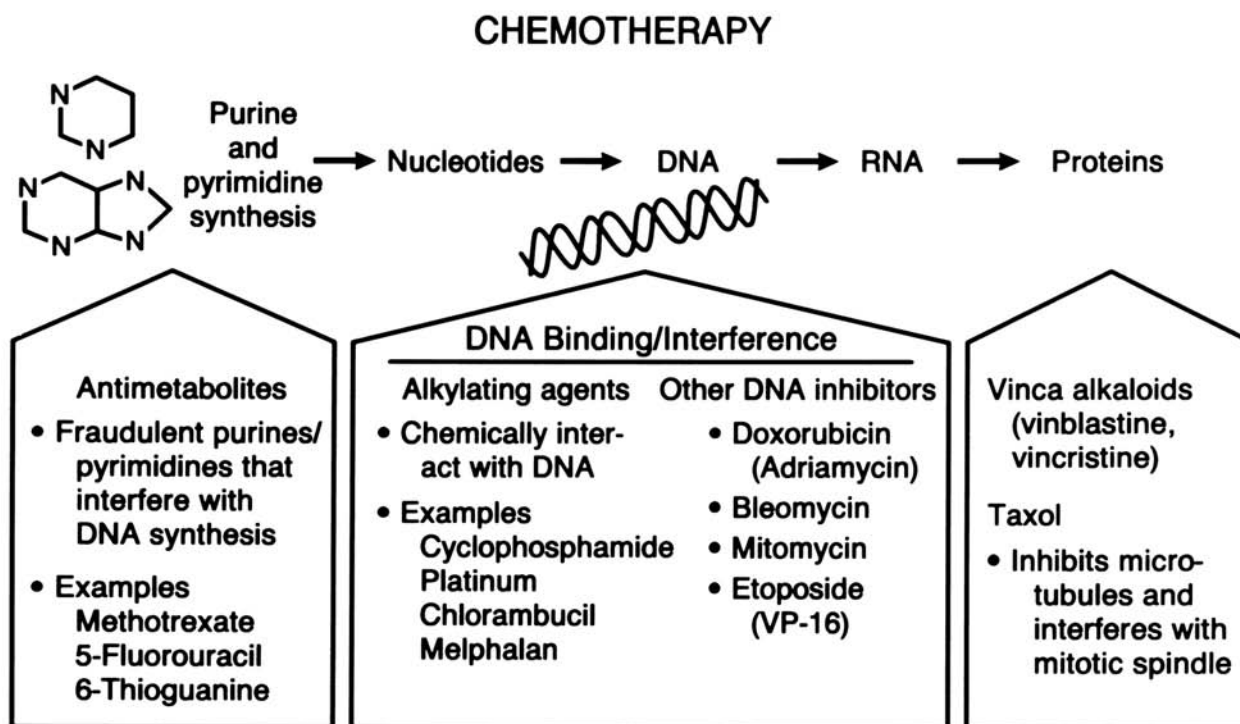 CHEMOTHERAPY
N
N
N
N
N
N
Purine
and
pyrimidine
synthesis
Nucleotides
DNA
RNA
Proteins
Antimetabolites
• Fraudulent purines/
pyrimidines that
interfere with
DNA synthesis
• Examples
Methotrexate
5-Fluorouracil
6-Thioguanine
DNA Binding/Interference
Alkylating agents
• Chemically inter-
act with DNA
• Examples
Cyclophosphamide
Platinum
Chlorambucil
Melphalan
Other DNA inhibitors
• Doxorubicin
(Adriamycin)
• Bleomycin
• Mitomycin
• Etoposide
(VP-16)
Vinca alkaloids
(vinblastine,
vincristine)
Taxol
• Inhibits micro-
tubules and
interferes with
mitotic spindle